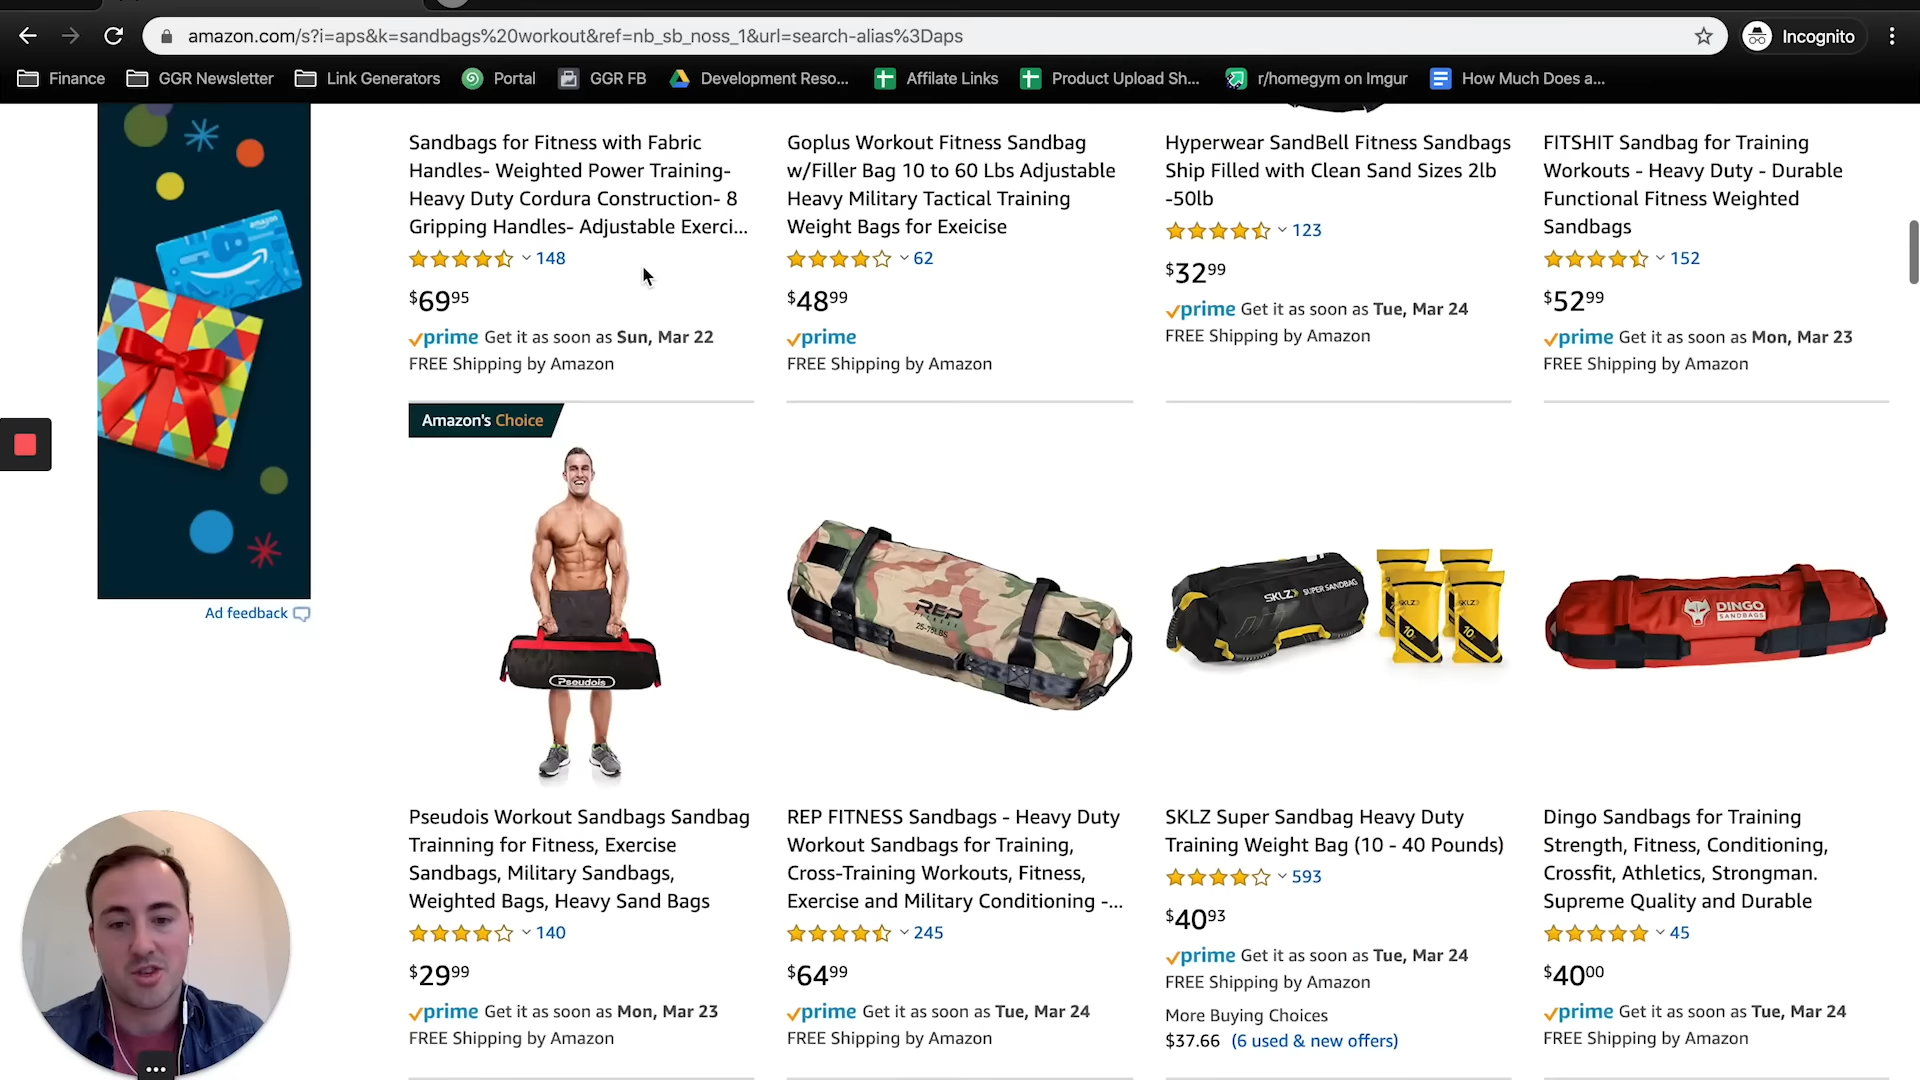 amazon.com/s?i=aps&k=sandbags%20workout&ref=nb_sb_noss_1&url=search-alias%3Daps
Incognito
Finance
GGR Newsletter
Link Generators
Portal
GGR FB
Development Reso...
Affilate Links
Product Upload Sh...
r/homegym on Imgur
How Much Does a...
Sandbags for Fitness with Fabric
Handles- Weighted Power Training-
Heavy Duty Cordura Construction- 8
Gripping Handles- Adjustable Exerci...
148
$69.95
prime Get it as soon as Sun, Mar 22
FREE Shipping by Amazon
Goplus Workout Fitness Sandbag
w/Filler Bag 10 to 60 Lbs Adjustable
Heavy Military Tactical Training
Weight Bags for Exeicise
62
$48.99
prime
FREE Shipping by Amazon
Hyperwear SandBell Fitness Sandbags
Ship Filled with Clean Sand Sizes 2lb
-50lb
123
$32.99
prime Get it as soon as Tue, Mar 24
FREE Shipping by Amazon
FITSHIT Sandbag for Training
Workouts - Heavy Duty - Durable
Functional Fitness Weighted
Sandbags
152
$52.99
prime Get it as soon as Mon, Mar 23
FREE Shipping by Amazon
amazon
Ad feedback
Amazon's Choice
Pseudois
REP
FITNESS
25-75LBS
SKLZ SUPER SANDBAG
SKLZ
10
SKLZ
10
DINGO
SANDBAGS
Pseudois Workout Sandbags Sandbag
Trainning for Fitness, Exercise
Sandbags, Military Sandbags,
Weighted Bags, Heavy Sand Bags
140
$29.99
prime Get it as soon as Mon, Mar 23
FREE Shipping by Amazon
REP FITNESS Sandbags - Heavy Duty
Workout Sandbags for Training,
Cross-Training Workouts, Fitness,
Exercise and Military Conditioning -...
245
$64.99
prime Get it as soon as Tue, Mar 24
FREE Shipping by Amazon
SKLZ Super Sandbag Heavy Duty
Training Weight Bag (10 - 40 Pounds)
593
$40.93
prime Get it as soon as Tue, Mar 24
FREE Shipping by Amazon
More Buying Choices
$37.66 (6 used & new offers)
Dingo Sandbags for Training
Strength, Fitness, Conditioning,
Crossfit, Athletics, Strongman.
Supreme Quality and Durable
45
$40.00
prime Get it as soon as Tue, Mar 24
FREE Shipping by Amazon